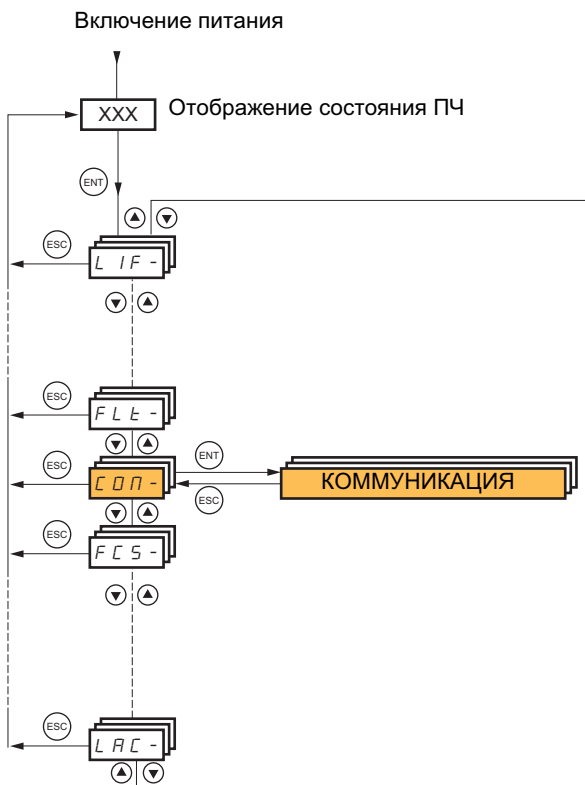 Включение питания
XXX Отображение состояния ПЧ
ENT
ESC
L IF-
ESC
FLt-
ESC
COM-
ENT
ESC
КОММУНИКАЦИЯ
ESC
FCS-
ESC
LAC-